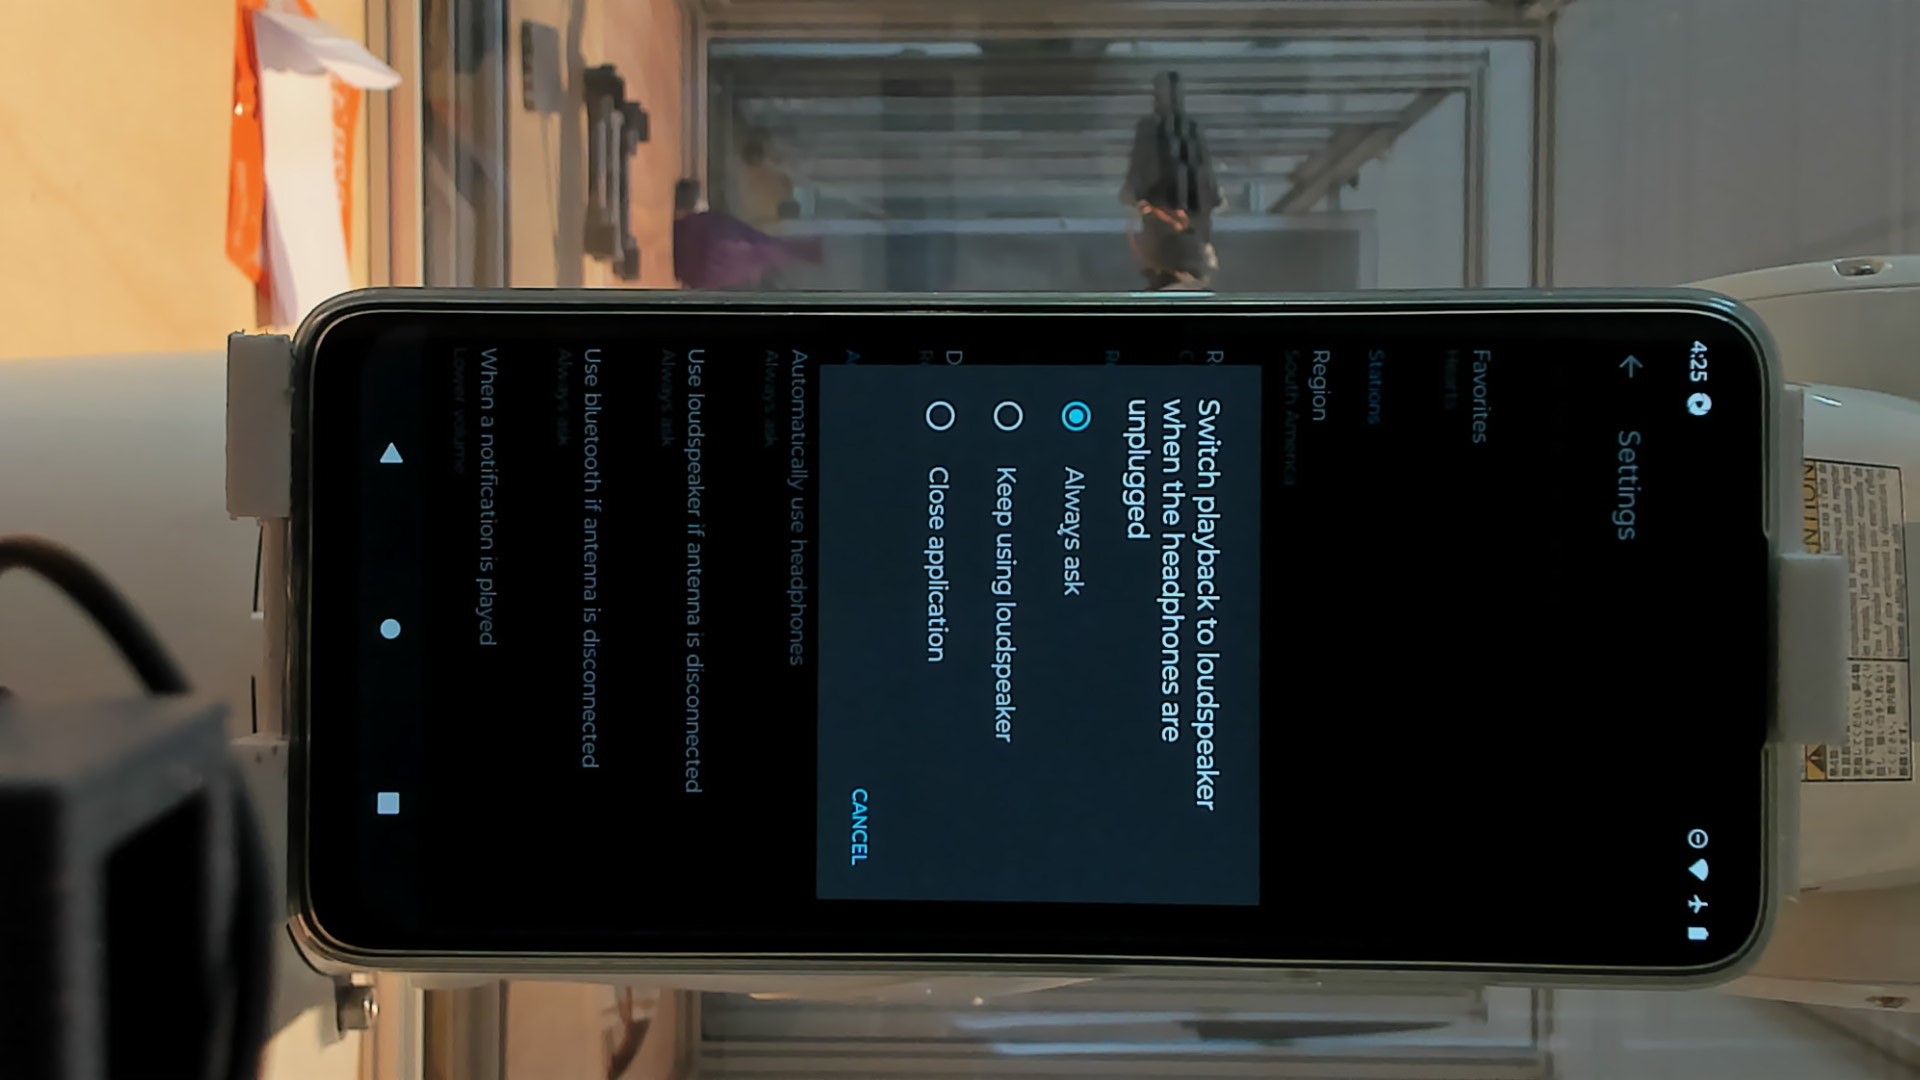 4:25
Settings
Favorites
Hearts
Stations
Region
South America
Switch playback to loudspeaker
when the headphones are
unplugged
Always ask
Keep using loudspeaker
Close application
CANCEL
Automatically use headphones
Always ask
Use loudspeaker if antenna is disconnected
Always ask
Use bluetooth if antenna is disconnected
Always ask
When a notification is played
Lower volume